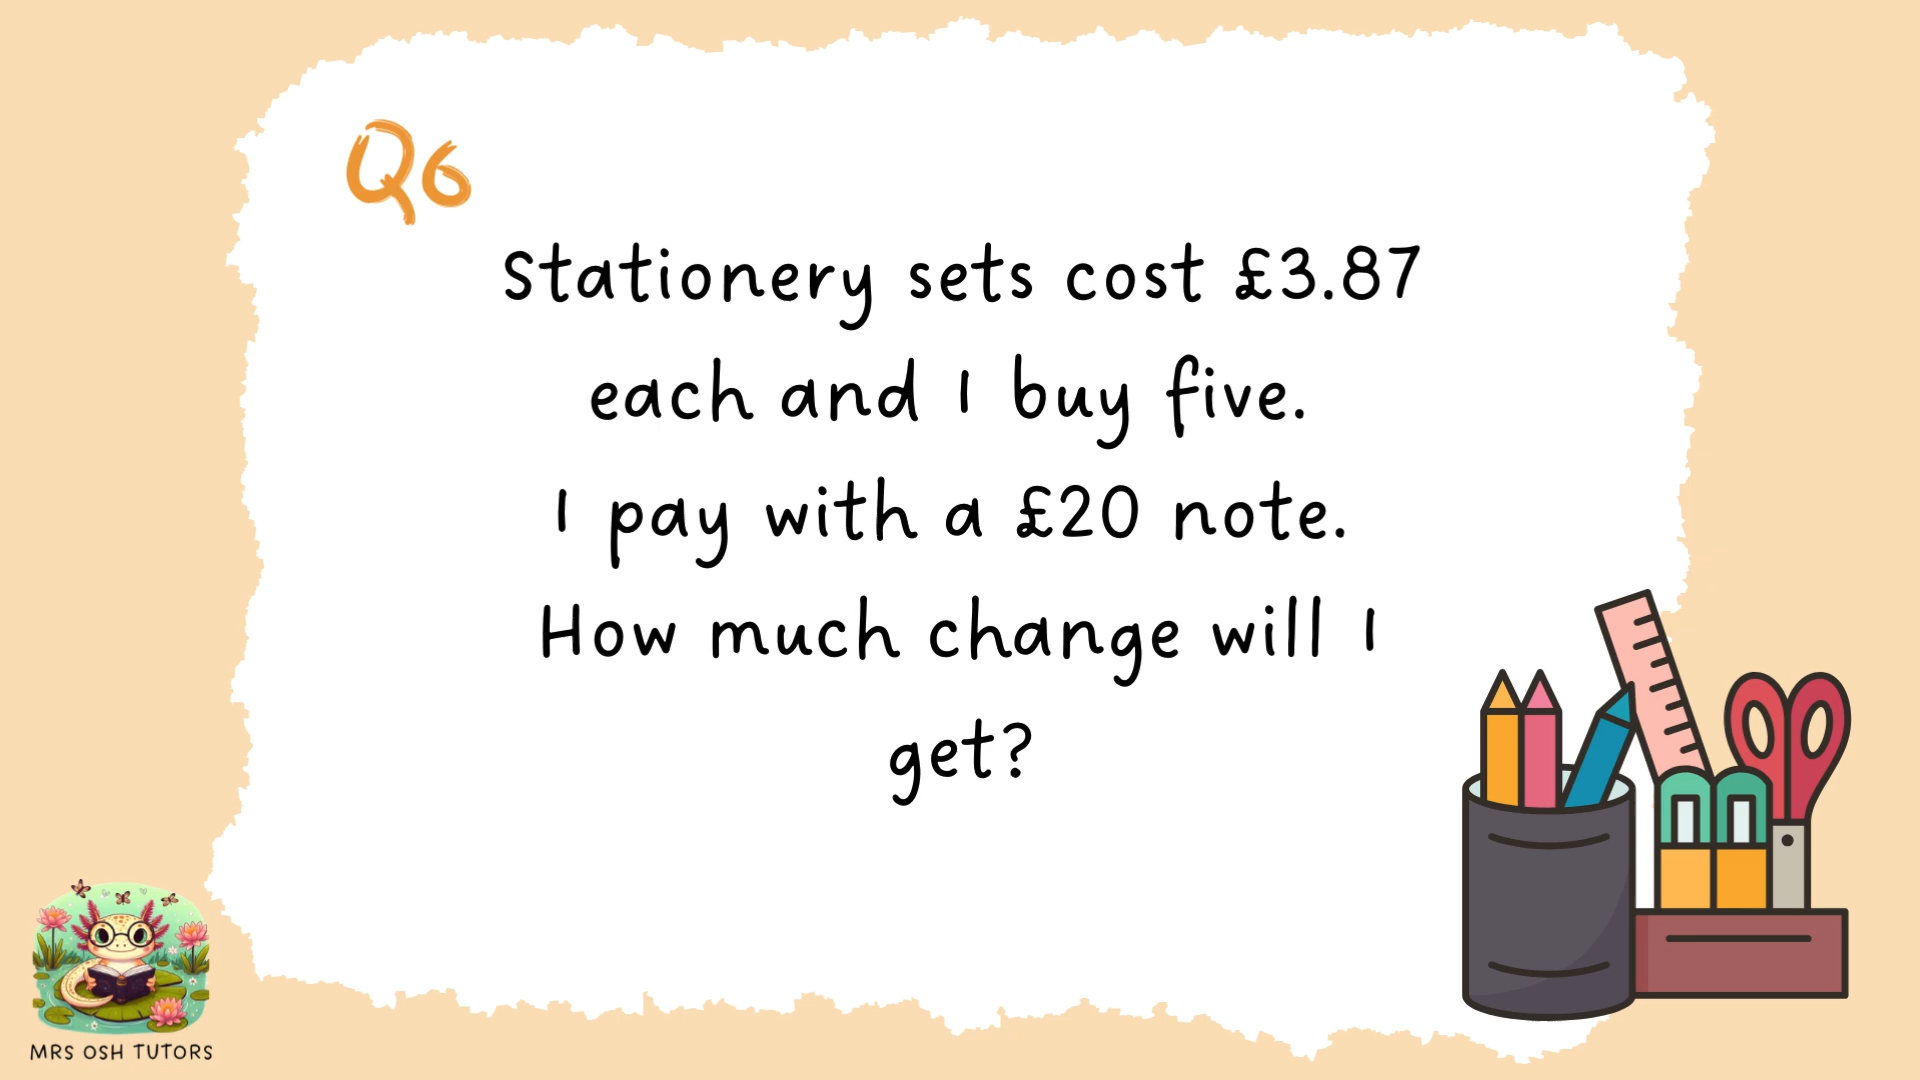 Q6
Stationery sets cost £3.87
each and I buy five.
I pay with a £20 note.
How much change will I
get?
MRS OSH TUTORS